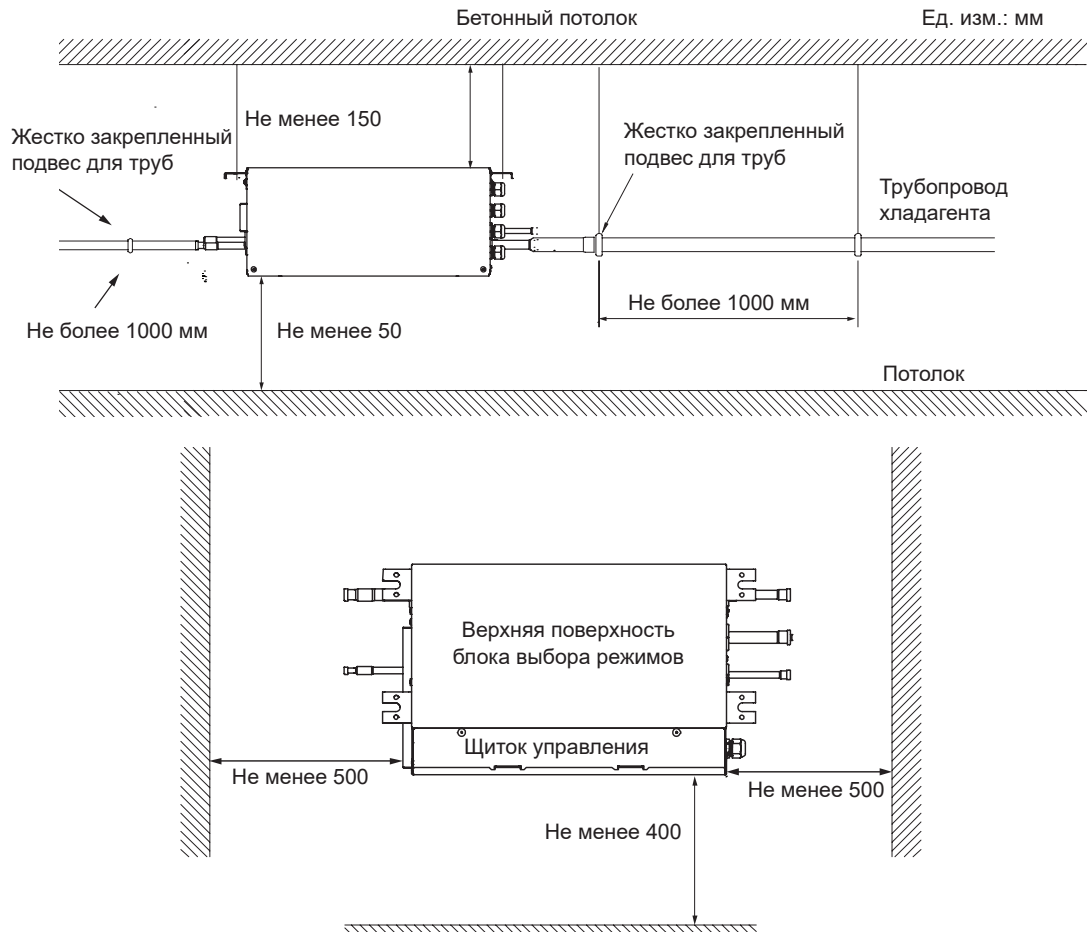 Бетонный потолок
Ед. изм.: мм
Не менее 150
Жестко закрепленный
подвес для труб
Жестко закрепленный
подвес для труб
Трубопровод
хладагента
Не более 1000 мм
Не менее 50
Не более 1000 мм
Потолок
Верхняя поверхность
блока выбора режимов
Щиток управления
Не менее 500
Не менее 500
Не менее 400